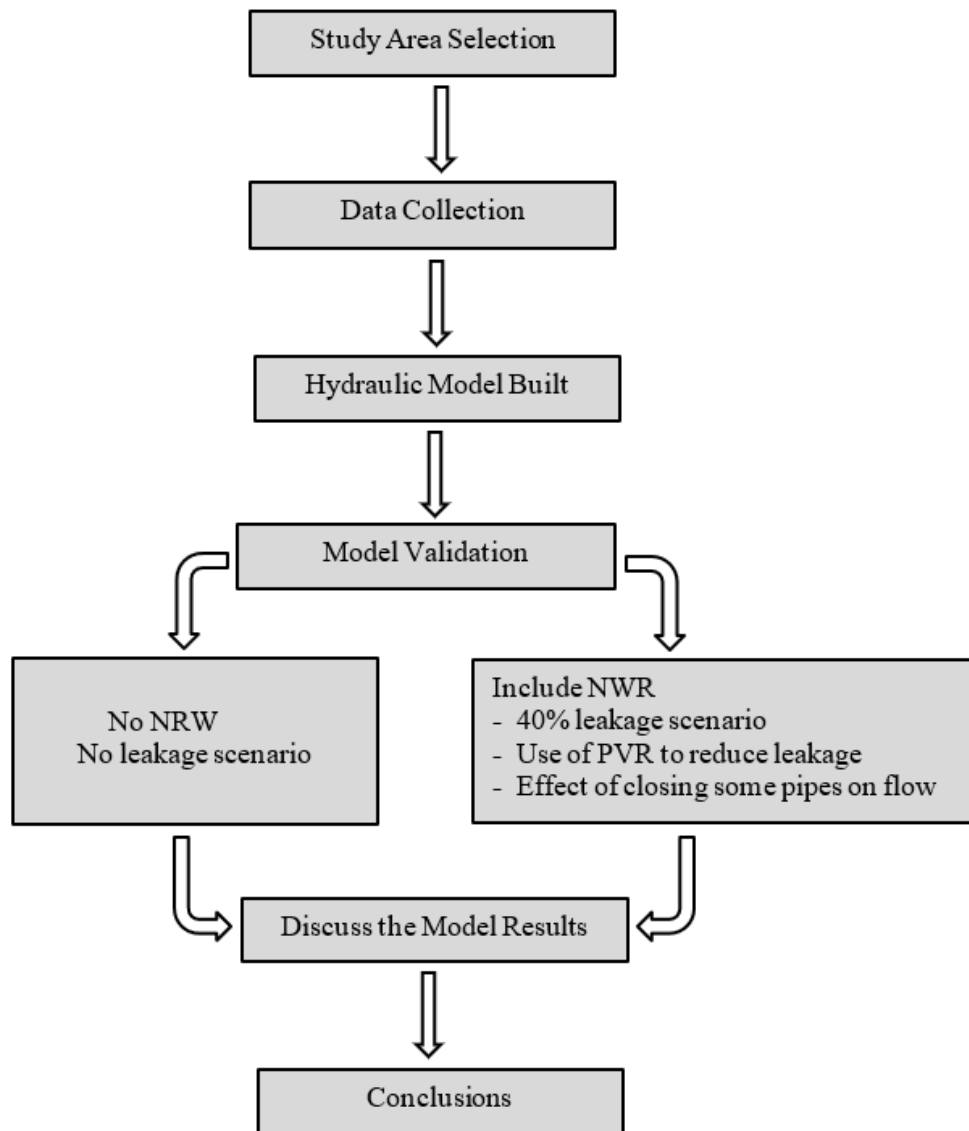 Study Area Selection
Data Collection
Hydraulic Model Built
Model Validation
No NRW
No leakage scenario
Include NWR
- 40% leakage scenario
- Use of PVR to reduce leakage
- Effect of closing some pipes on flow
Discuss the Model Results
Conclusions